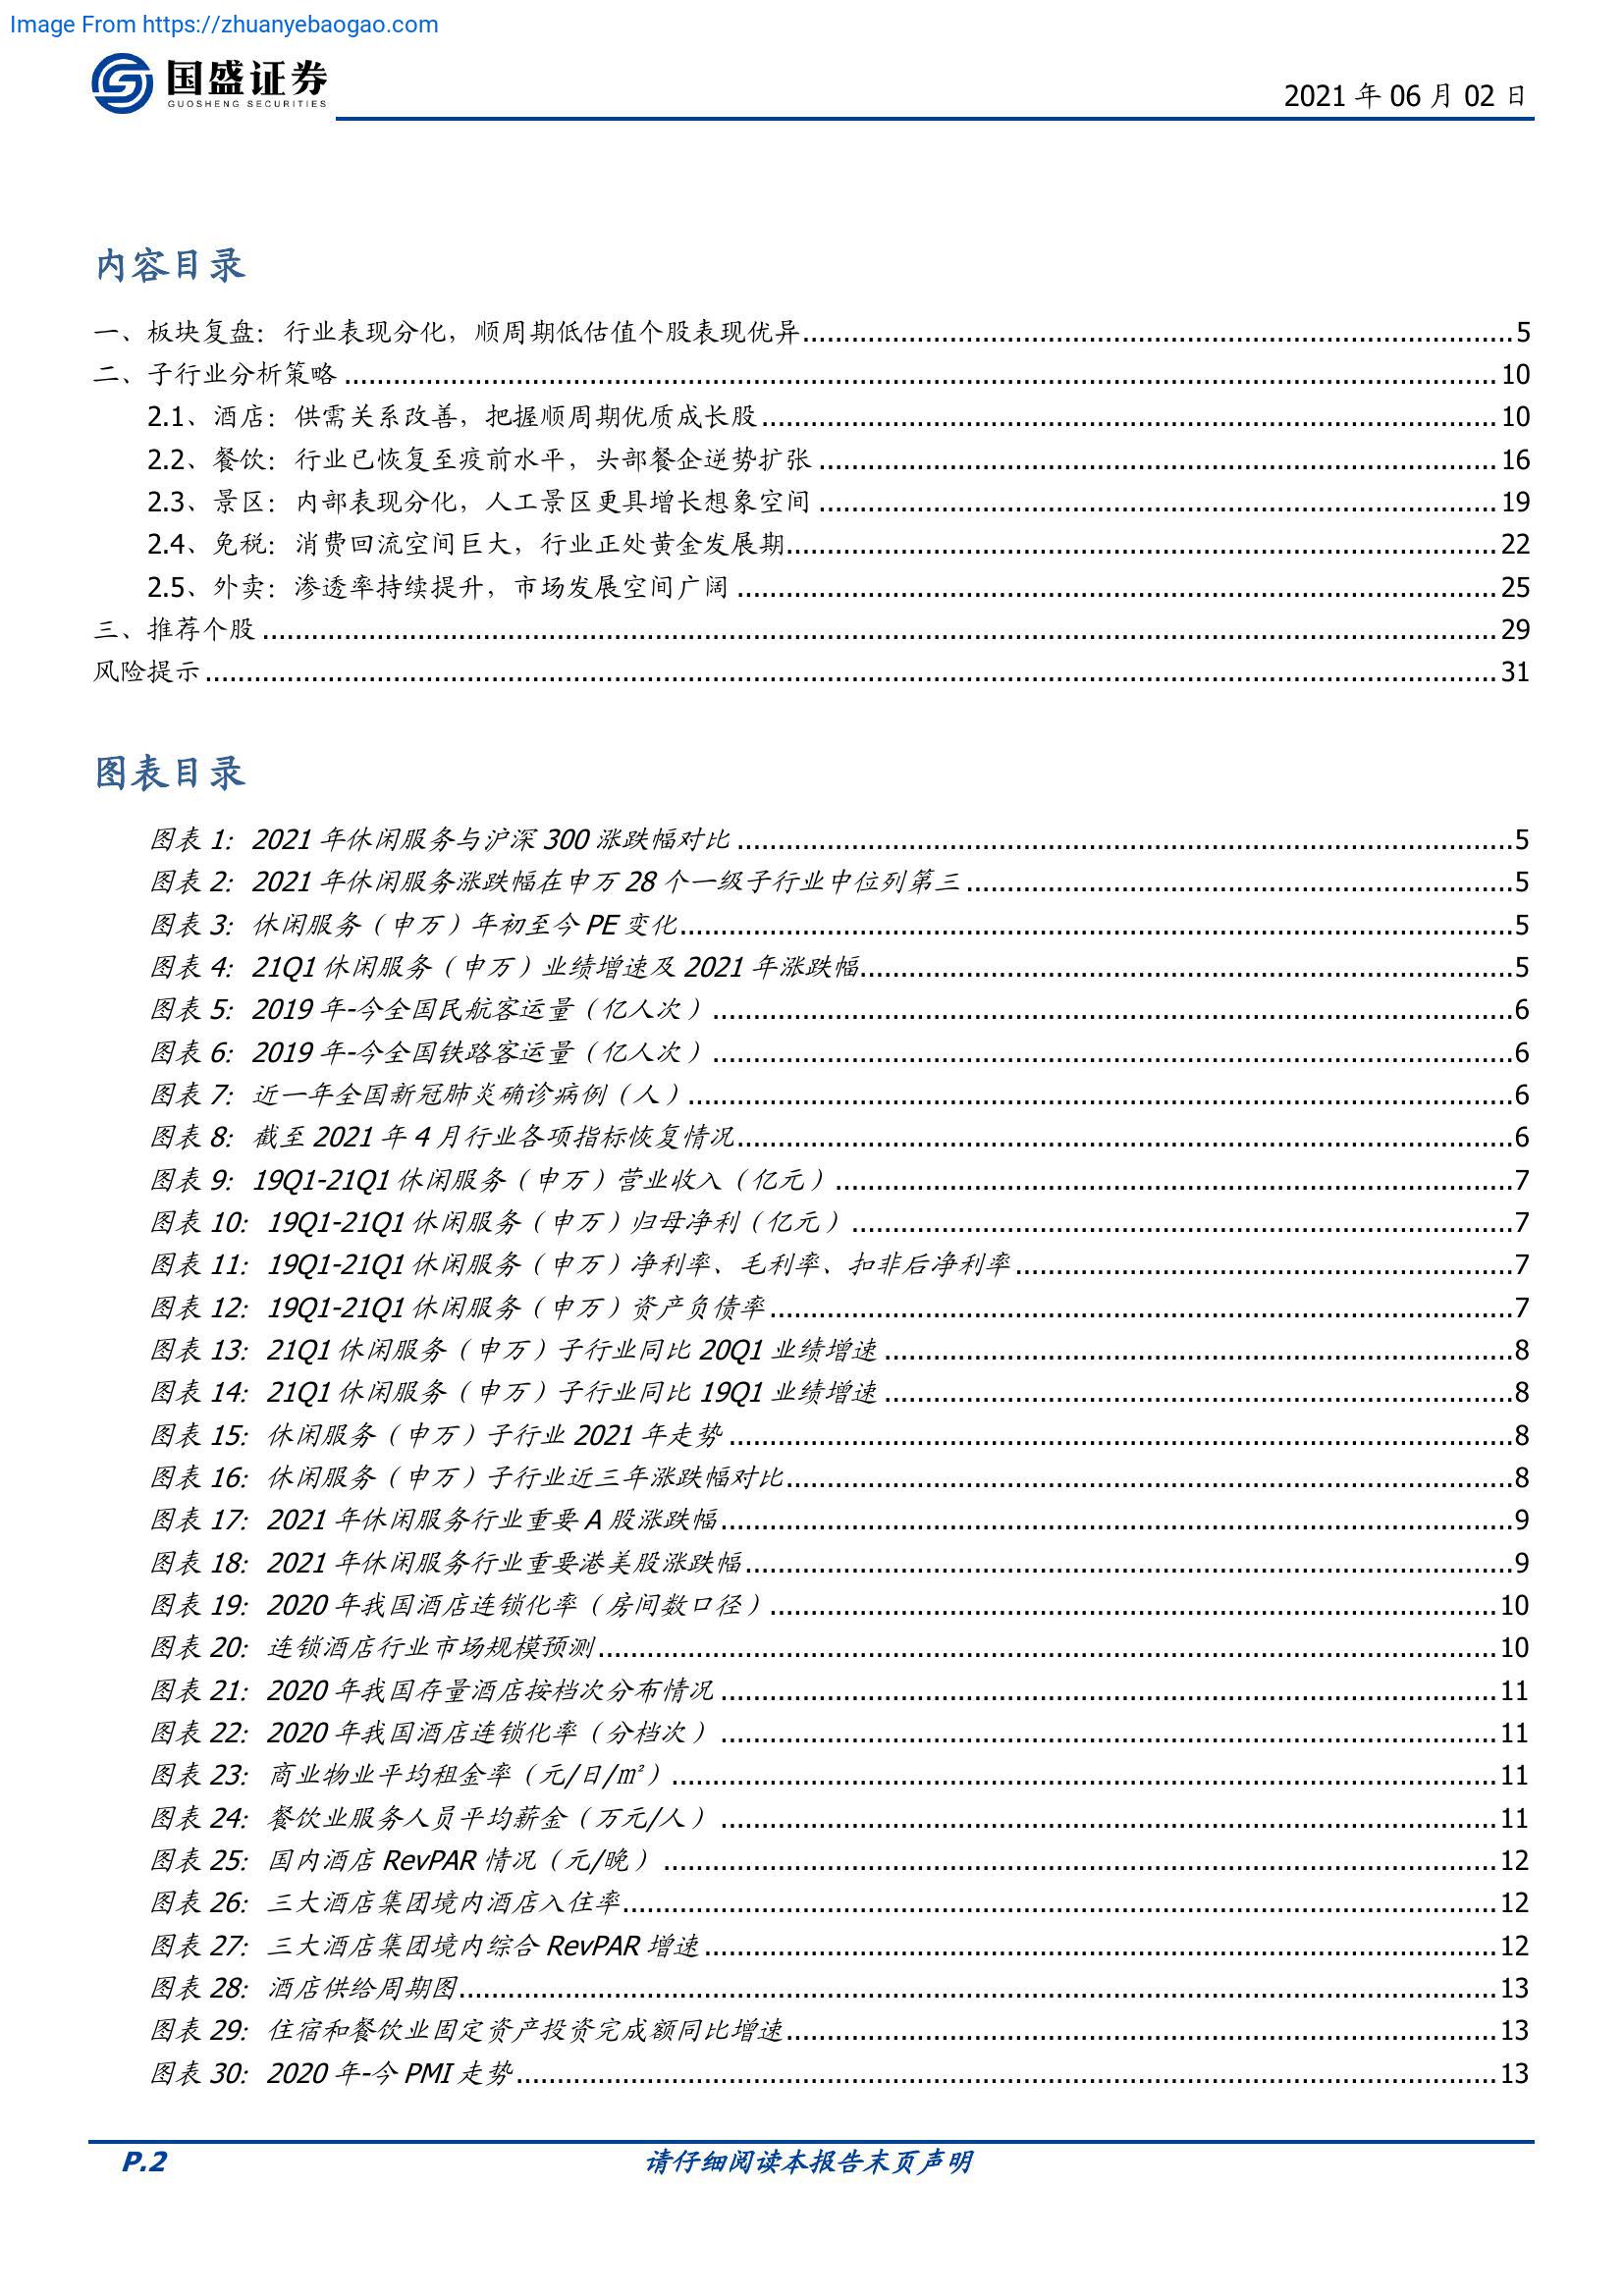 Image From https://zhuanyebaogao.com
国盛证券
GUOSHENG SECURITIES
2021 年 06 月 02 日
内容目录
一、板块复盘：行业表现分化，顺周期低估值个股表现优异 5
二、子行业分析策略 10
2.1、酒店：供需关系改善，把握顺周期优质成长股 10
2.2、餐饮：行业已恢复至疫前水平，头部餐企逆势扩张 16
2.3、景区：内部表现分化，人工景区更具增长想象空间 19
2.4、免税：消费回流空间巨大，行业正处黄金发展期 22
2.5、外卖：渗透率持续提升，市场发展空间广阔 25
三、推荐个股 29
风险提示 31
图表目录
图表 1：2021 年休闲服务与沪深 300 涨跌幅对比 5
图表 2：2021 年休闲服务涨跌幅在申万 28 个一级子行业中位列第三 5
图表 3：休闲服务（申万）年初至今 PE 变化 5
图表 4：21Q1 休闲服务（申万）业绩增速及 2021 年涨跌幅 5
图表 5：2019 年-今全国民航客运量（亿人次） 6
图表 6：2019 年-今全国铁路客运量（亿人次） 6
图表 7：近一年全国新冠肺炎确诊病例（人） 6
图表 8：截至 2021 年 4 月行业各项指标恢复情况 6
图表 9：19Q1-21Q1 休闲服务（申万）营业收入（亿元） 7
图表 10：19Q1-21Q1 休闲服务（申万）归母净利（亿元） 7
图表 11：19Q1-21Q1 休闲服务（申万）净利率、毛利率、扣非后净利率 7
图表 12：19Q1-21Q1 休闲服务（申万）资产负债率 7
图表 13：21Q1 休闲服务（申万）子行业同比 20Q1 业绩增速 8
图表 14：21Q1 休闲服务（申万）子行业同比 19Q1 业绩增速 8
图表 15：休闲服务（申万）子行业 2021 年走势 8
图表 16：休闲服务（申万）子行业近三年涨跌幅对比 8
图表 17：2021 年休闲服务行业重要 A 股涨跌幅 9
图表 18：2021 年休闲服务行业重要港美股涨跌幅 9
图表 19：2020 年我国酒店连锁化率（房间数口径） 10
图表 20：连锁酒店行业市场规模预测 10
图表 21：2020 年我国存量酒店按档次分布情况 11
图表 22：2020 年我国酒店连锁化率（分档次） 11
图表 23：商业物业平均租金率（元/日/㎡） 11
图表 24：餐饮业服务人员平均薪金（万元/人） 11
图表 25：国内酒店 RevPAR 情况（元/晚） 12
图表 26：三大酒店集团境内酒店入住率 12
图表 27：三大酒店集团境内综合 RevPAR 增速 12
图表 28：酒店供给周期图 13
图表 29：住宿和餐饮业固定资产投资完成额同比增速 13
图表 30：2020 年-今 PMI 走势 13
P.2
请仔细阅读本报告末页声明